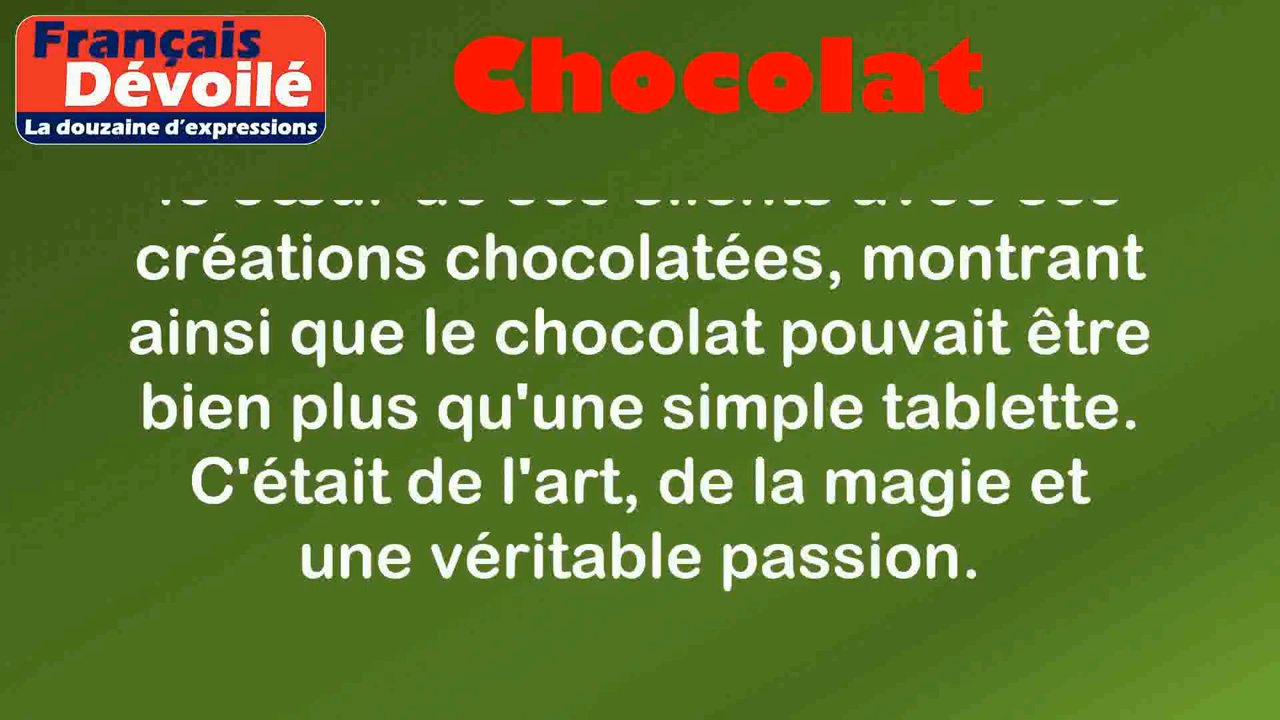 Français
Dévoilé
La douzaine d'expressions
Chocolat
créations chocolatées, montrant
ainsi que le chocolat pouvait être
bien plus qu'une simple tablette.
C'était de l'art, de la magie et
une véritable passion.